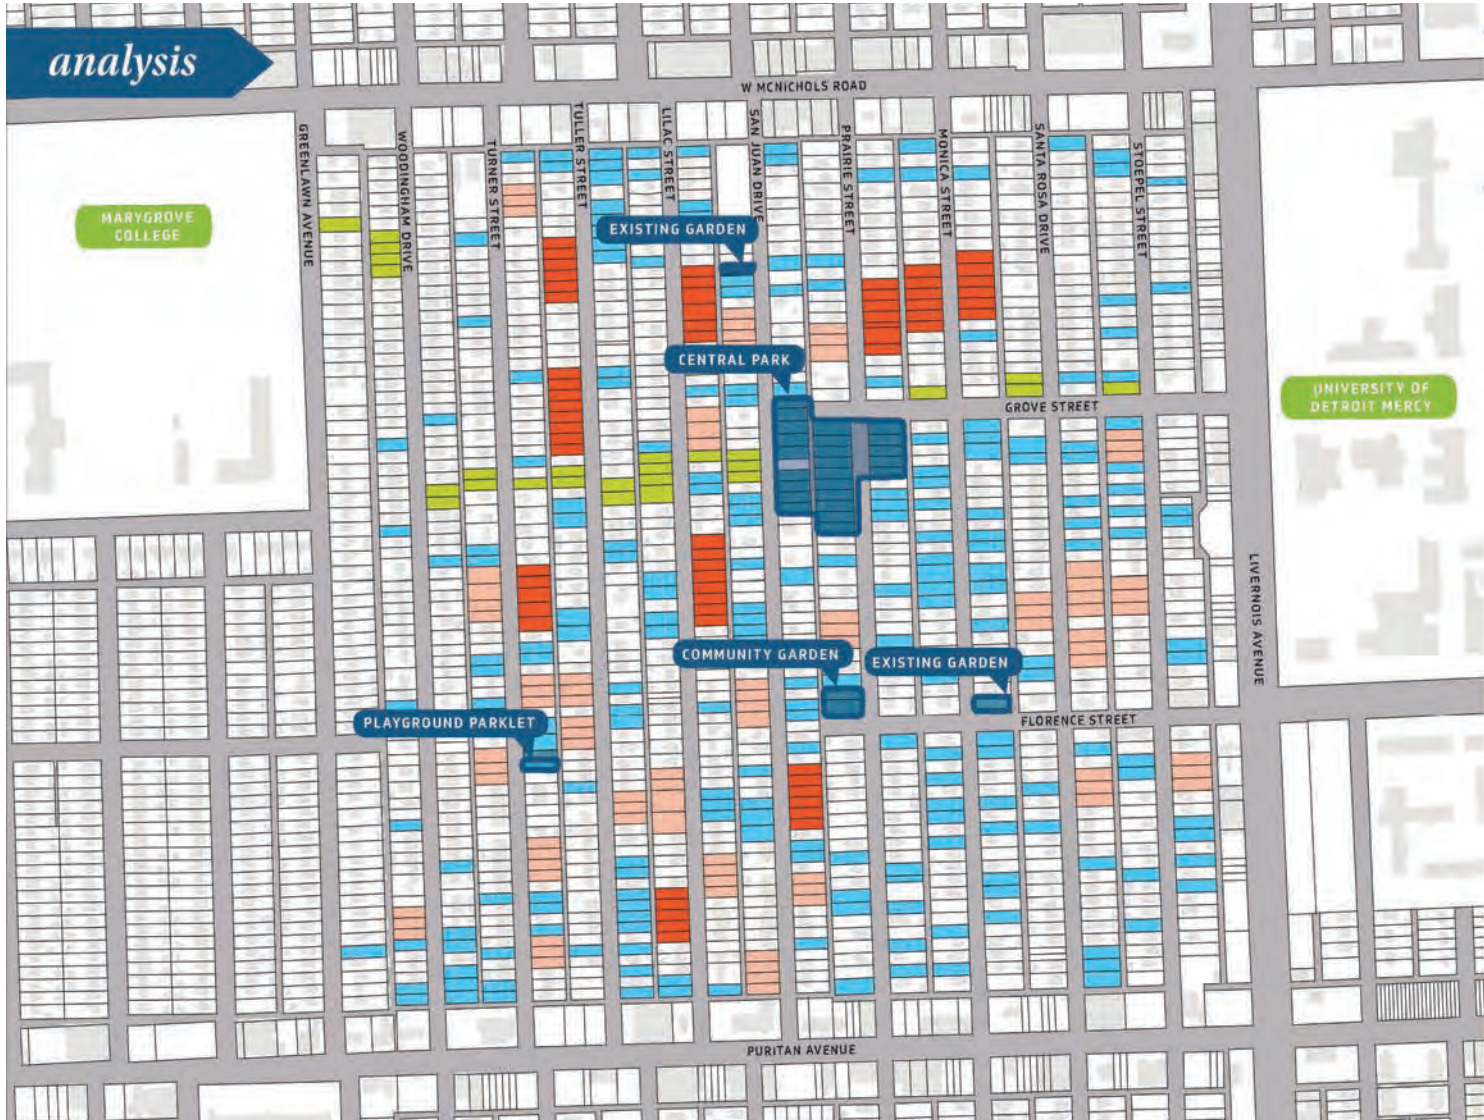 analysis
W MCNICHOLS ROAD
GREENLAWN AVENUE
WOODINGHAM DRIVE
TURNER STREET
TULLER STREET
LILAC STREET
SAN JUAN DRIVE
PRAIRIE STREET
MONICA STREET
SANTA ROSA DRIVE
STOEPEL STREET
MARYGROVE
COLLEGE
EXISTING GARDEN
CENTRAL PARK
GROVE STREET
UNIVERSITY OF
DETROIT MERCY
LIVERNOIS AVENUE
COMMUNITY GARDEN
EXISTING GARDEN
PLAYGROUND PARKLET
FLORENCE STREET
PURITAN AVENUE